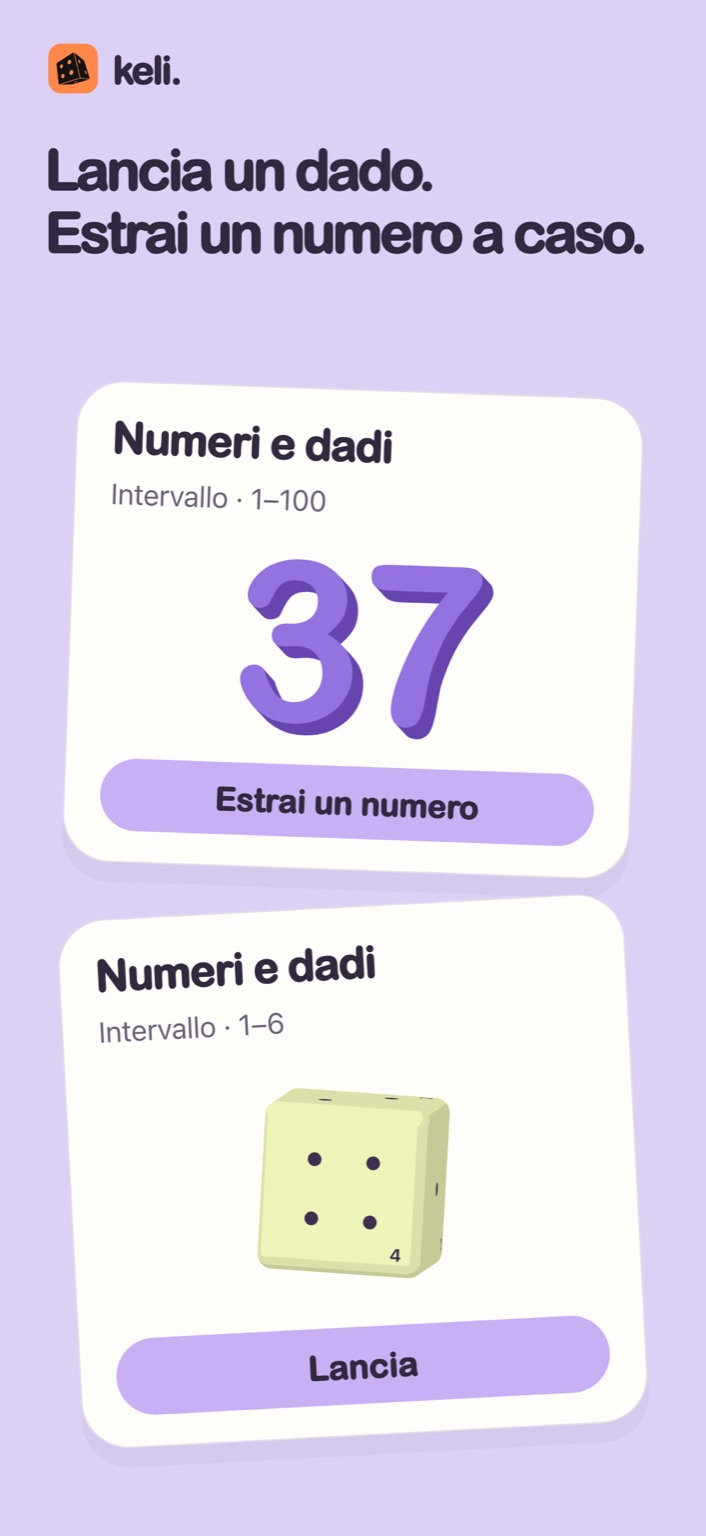 keli.
Lancia un dado.
Estrai un numero a caso.
Numeri e dadi
Intervallo · 1–100
37
Estrai un numero
Numeri e dadi
Intervallo · 1–6
4
Lancia